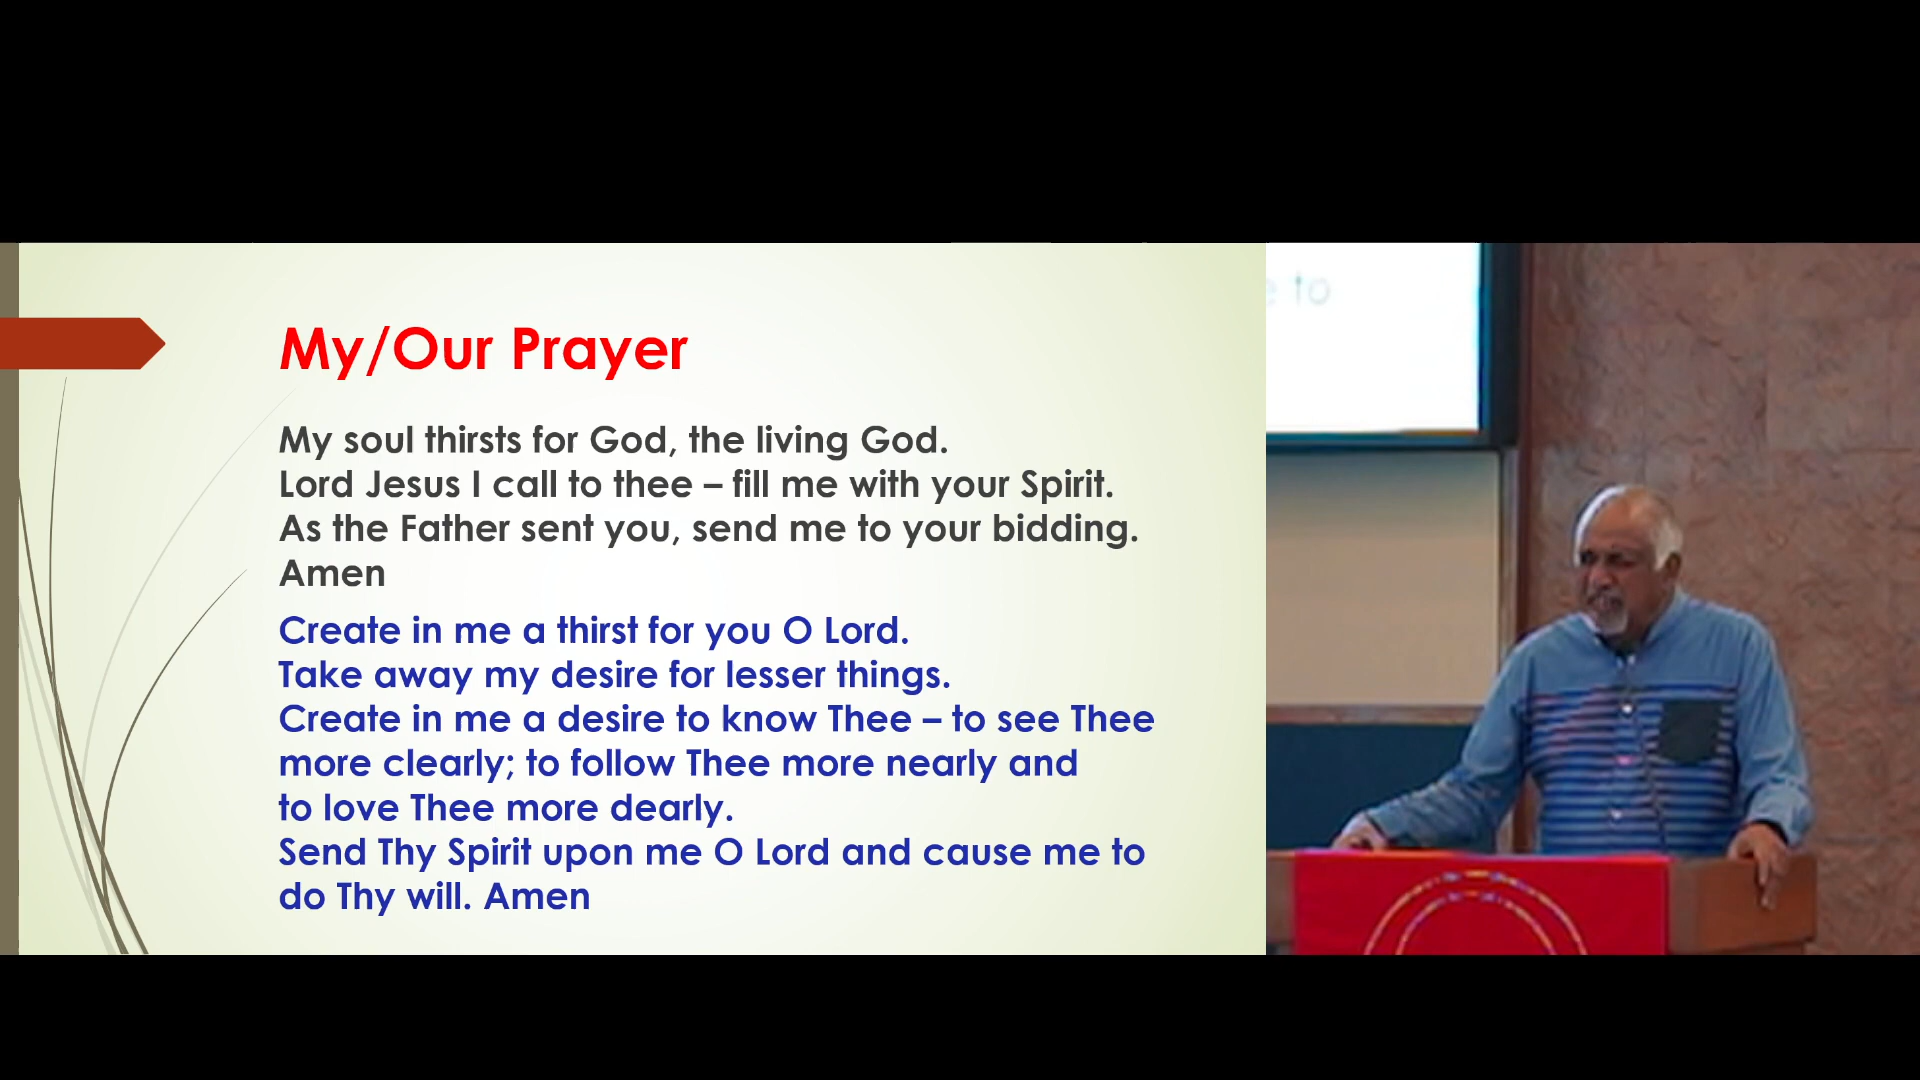 My/Our Prayer
My soul thirsts for God, the living God.
Lord Jesus I call to thee – fill me with your Spirit.
As the Father sent you, send me to your bidding.
Amen
Create in me a thirst for you O Lord.
Take away my desire for lesser things.
Create in me a desire to know Thee – to see Thee
more clearly; to follow Thee more nearly and
to love Thee more dearly.
Send Thy Spirit upon me O Lord and cause me to
do Thy will. Amen
to